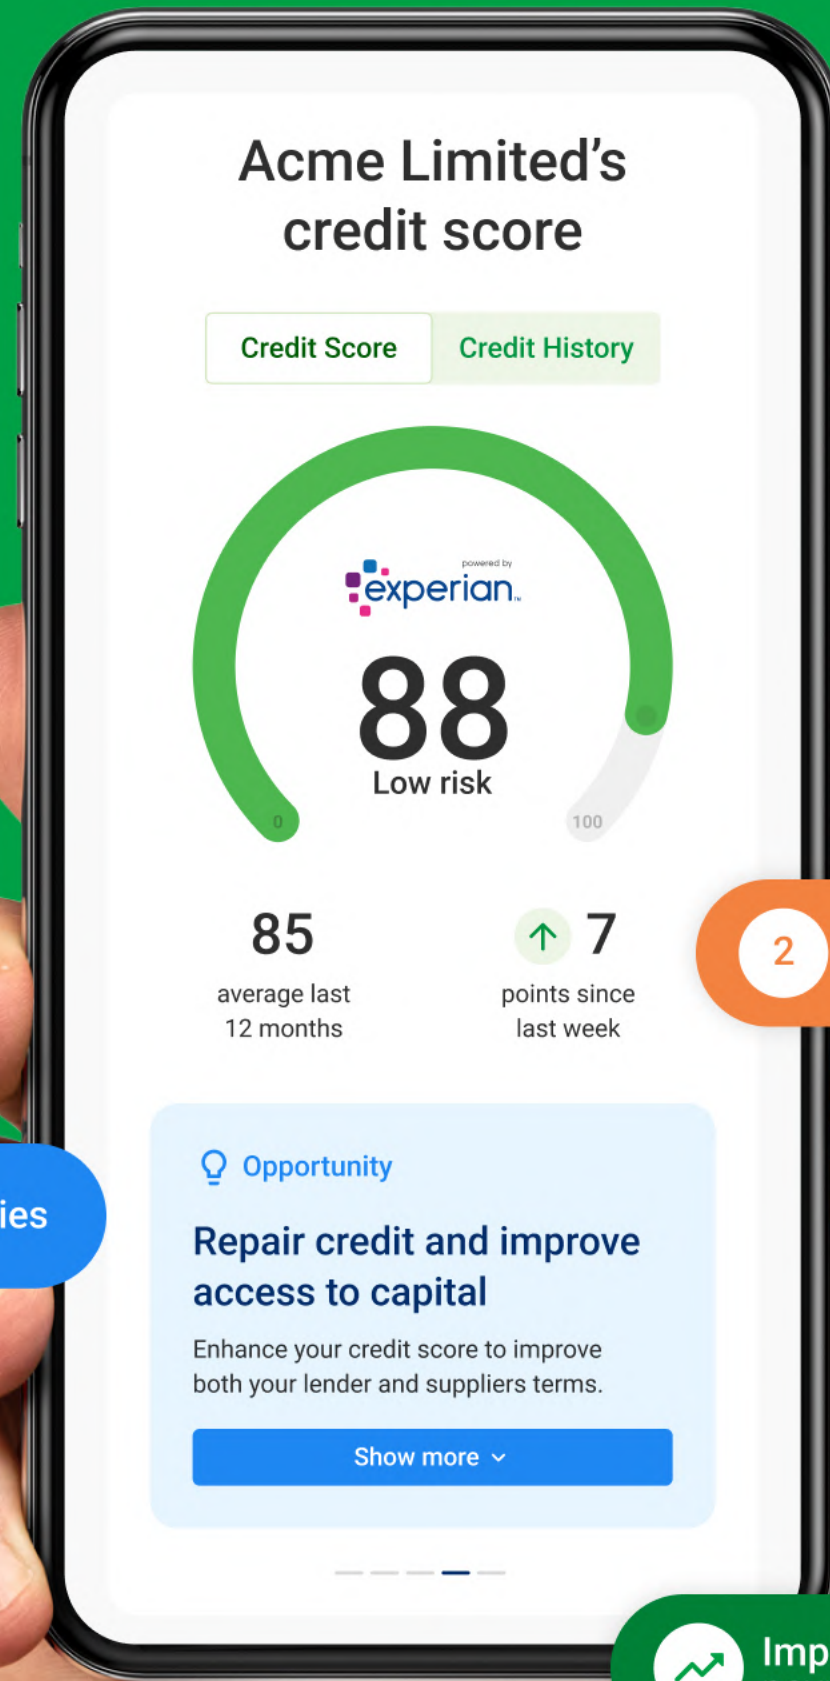 Acme Limited’s
credit score
Credit Score
Credit History
powered by
experian™
88
Low risk
0
100
85
average last
12 months
7
points since
last week
2
Opportunity
Repair credit and improve
access to capital
Enhance your credit score to improve
both your lender and suppliers terms.
Show more
ies
Imp